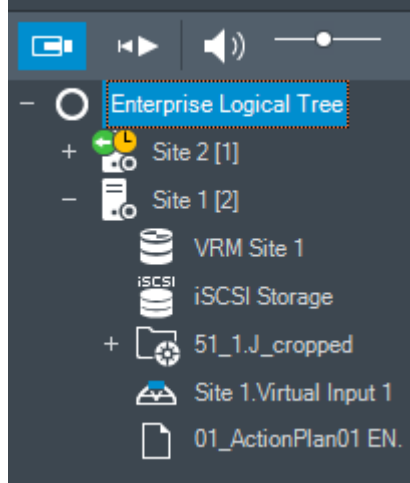 Enterprise Logical Tree
Site 2 [1]
Site 1 [2]
VRM Site 1
iSCSI
iSCSI Storage
51_1.J_cropped
Site 1.Virtual Input 1
01_ActionPlan01 EN.